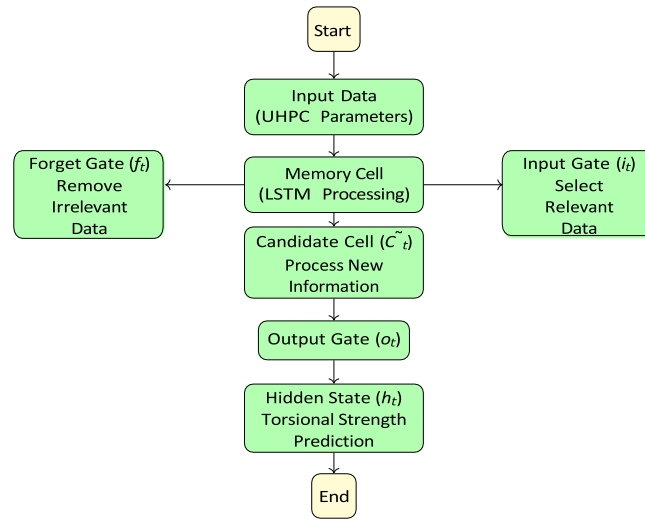 Start
Input Data
(UHPC Parameters)
Forget Gate (fₜ)
Remove
Irrelevant
Data
Memory Cell
(LSTM Processing)
Input Gate (iₜ)
Select
Relevant
Data
Candidate Cell (C̃ₜ)
Process New
Information
Output Gate (oₜ)
Hidden State (hₜ)
Torsional Strength
Prediction
End